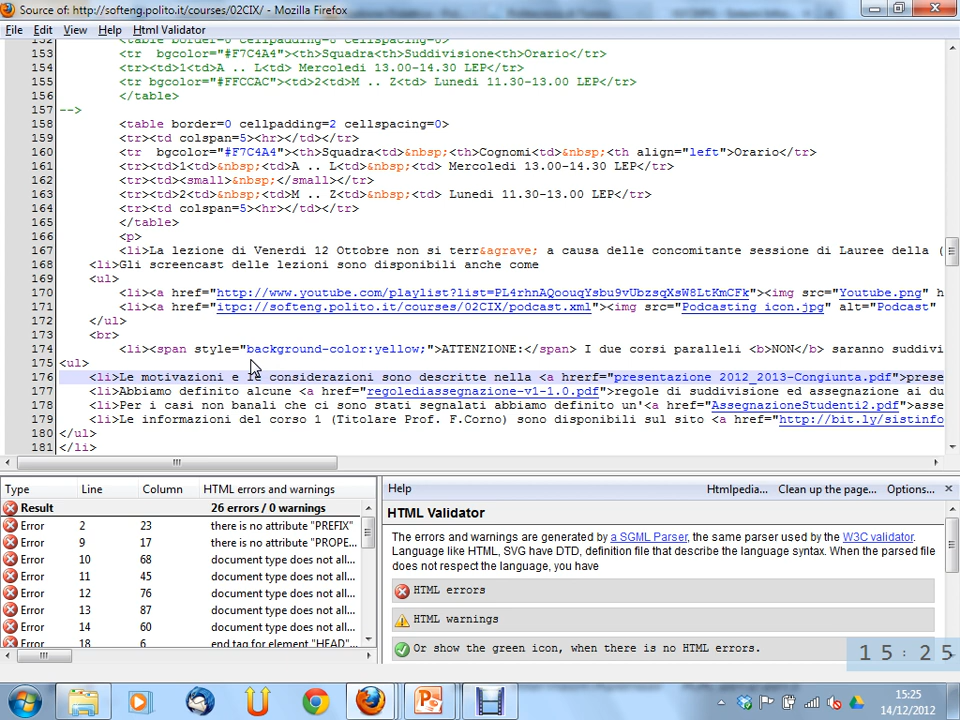 Source of: http://softeng.polito.it/courses/02CIX/ - Mozilla Firefox
File Edit View Help Html Validator
152 <table border=0 cellpadding=0 cellspacing=0>
153 <tr  bgcolor="#F7C4A4"><th>Squadra<th>Suddivisione<th>Orario</tr>
154 <tr><td>1<td>A .. L<td> Mercoledi 13.00-14.30 LEP</tr>
155 <tr bgcolor="#FFCCAC"><td>2<td>M .. Z<td> Lunedi 11.30-13.00 LEP</tr>
156 </table>
157 -->
158 <table border=0 cellpadding=2 cellspacing=0>
159 <tr><td colspan=5><hr></td></tr>
160 <tr  bgcolor="#F7C4A4"><th>Squadra<td>&nbsp;<th>Cognomi<td>&nbsp;<th align="left">Orario</tr>
161 <tr><td>1<td>&nbsp;<td>A .. L<td>&nbsp;<td> Mercoledi 13.00-14.30 LEP</tr>
162 <tr><td><small>&nbsp;</small></tr>
163 <tr><td>2<td>&nbsp;<td>M .. Z<td>&nbsp;<td> Lunedi 11.30-13.00 LEP</tr>
164 <tr><td colspan=5><hr></td></tr>
165 </table>
166 <p>
167 <li>La lezione di Venerdi 12 Ottobre non si terr&agrave; a causa delle concomitante sessione di Lauree della (
168 <li>Gli screencast delle lezioni sono disponibili anche come
169 <ul>
170 <li><a href="http://www.youtube.com/playlist?list=PL4rhnAQoouqYsbu9vUbzsqXsW8LtKmCFk"><img src="Youtube.png" h
171 <li><a href="itpc://softeng.polito.it/courses/02CIX/podcast.xml"><img src="Podcasting_icon.jpg" alt="Podcast"
172 </ul>
173 <br>
174 <li><span style="background-color:yellow;">ATTENZIONE:</span> I due corsi paralleli <b>NON</b> saranno suddivi
175 <ul>
176 <li>Le motivazioni e le considerazioni sono descritte nella <a hrerf="presentazione 2012_2013-Congiunta.pdf">prese
177 <li>Abbiamo definito alcune <a href="regolediassegnazione-v1-1.0.pdf">regole di suddivisione ed assegnazione ai du
178 <li>Per i casi non banali che ci sono stati segnalati abbiamo definito un'<a href="AssegnazioneStudenti2.pdf">asse
179 <li>Le informazioni del corso 1 (Titolare Prof. F.Corno) sono disponibili sul sito <a href="http://bit.ly/sistinfo
180 </ul>
181 </li>
Type Line Column HTML errors and warnings
Result 26 errors / 0 warnings
Error 2 23 there is no attribute "PREFIX"
Error 9 17 there is no attribute "PROPE...
Error 10 68 document type does not all...
Error 11 45 document type does not all...
Error 12 76 document type does not all...
Error 13 87 document type does not all...
Error 14 60 document type does not all...
Error 18 6 end tag for element "HEAD"...
Help Htmlpedia... Clean up the page... Options...
HTML Validator
The errors and warnings are generated by a SGML Parser, the same parser used by the W3C validator.
Language like HTML, SVG have DTD, definition file that describe the language syntax. When the parsed file
does not respect the language, you have
HTML errors
HTML warnings
Or show the green icon, when there is no HTML errors.
15:25
15:25
14/12/2012